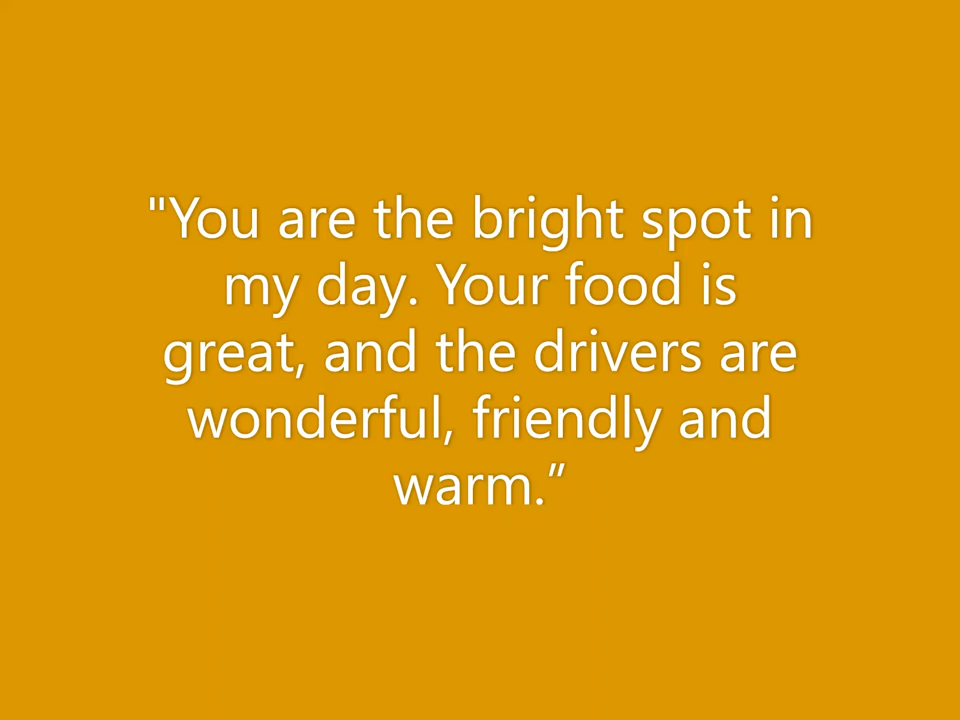 "You are the bright spot in
my day. Your food is
great, and the drivers are
wonderful, friendly and
warm.”